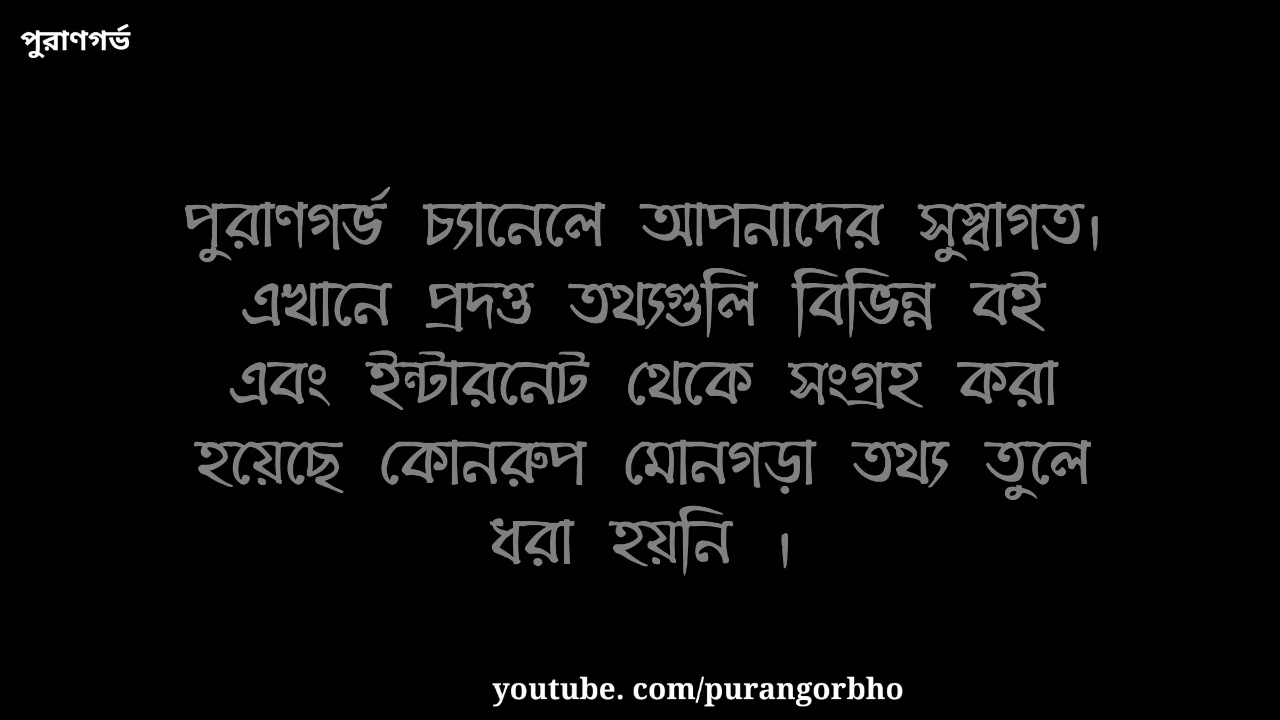 পুরাণগর্ভ
পুরাণগর্ভ চ্যানেলে আপনাদের সুস্বাগত।
এখানে প্রদত্ত তথ্যগুলি বিভিন্ন বই
এবং ইন্টারনেট থেকে সংগ্রহ করা
হয়েছে কোনরুপ মোনগড়া তথ্য তুলে
ধরা হয়নি ।
youtube. com/purangorbho